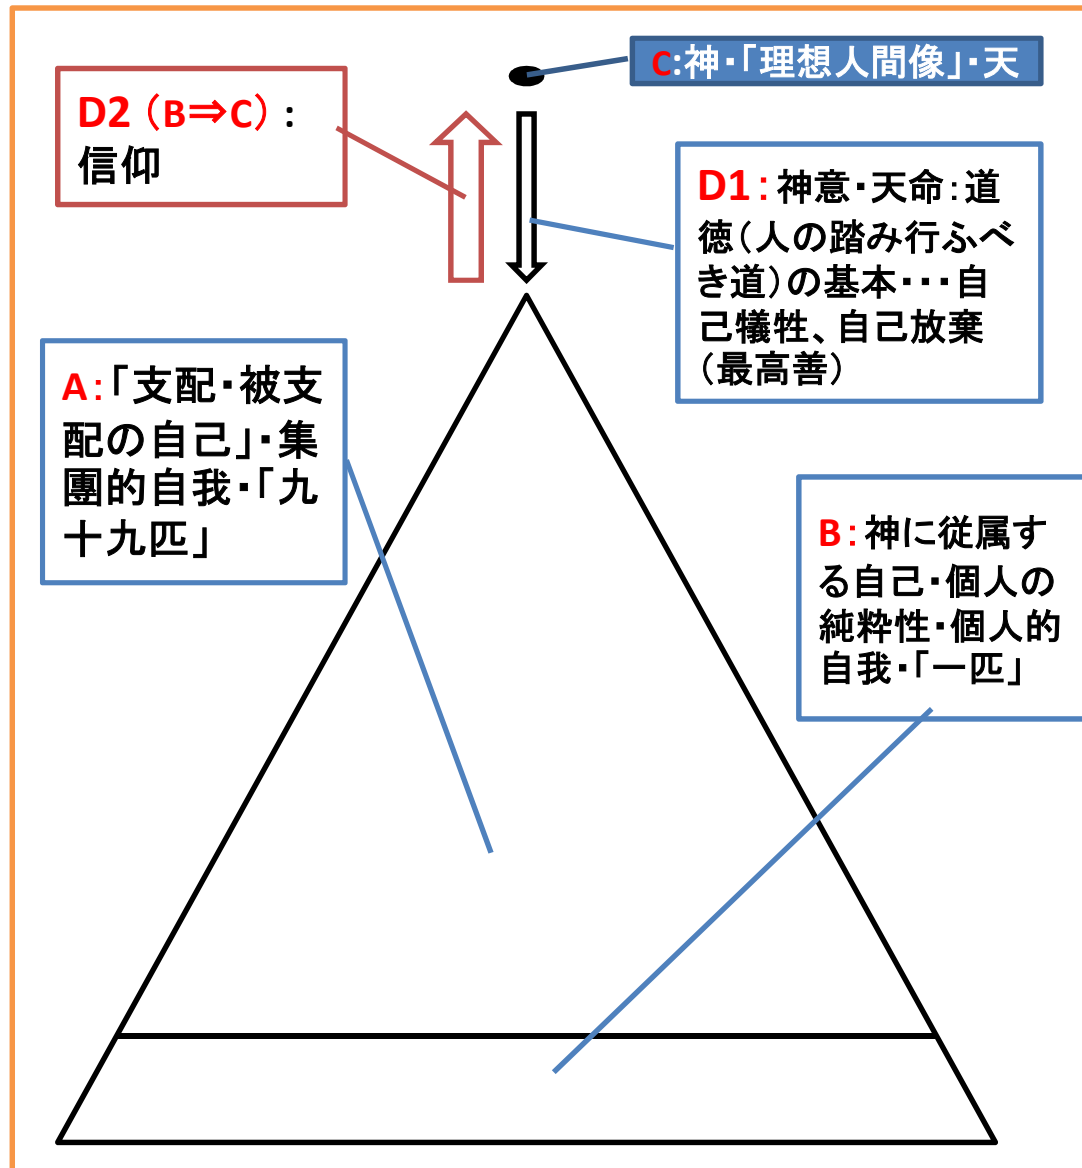 C:神・「理想人間像」・天
D2（B⇒C）：
信仰
D1：神意・天命：道
徳（人の踏み行ふべ
き道）の基本・・・自
己犠牲、自己放棄
（最高善）
A：「支配・被支
配の自己」・集
團的自我・「九
十九匹」
B：神に従属す
る自己・個人の
純粋性・個人的
自我・「一匹」